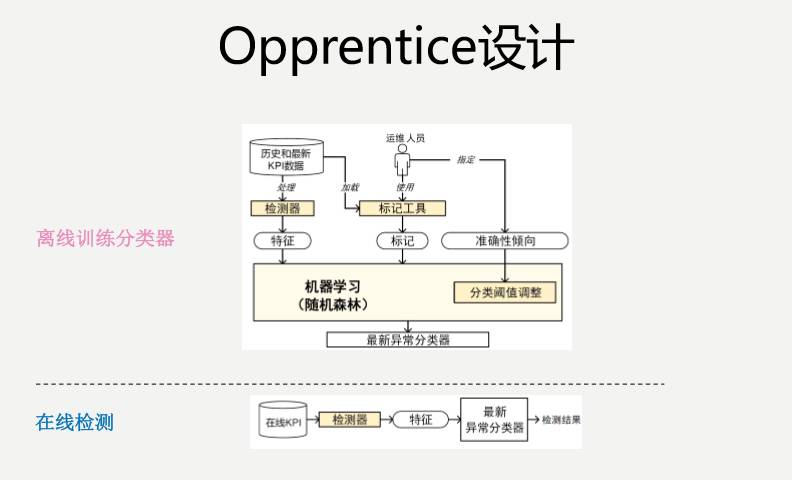 Opprentice设计
运维人员
历史和最新
KPI数据
指定
处理
加载
使用
检测器
标记工具
离线训练分类器
特征
标记
准确性倾向
机器学习
（随机森林）
分类阈值调整
最新异常分类器
在线检测
在线KPI
检测器
特征
最新
异常分类器
检测结果